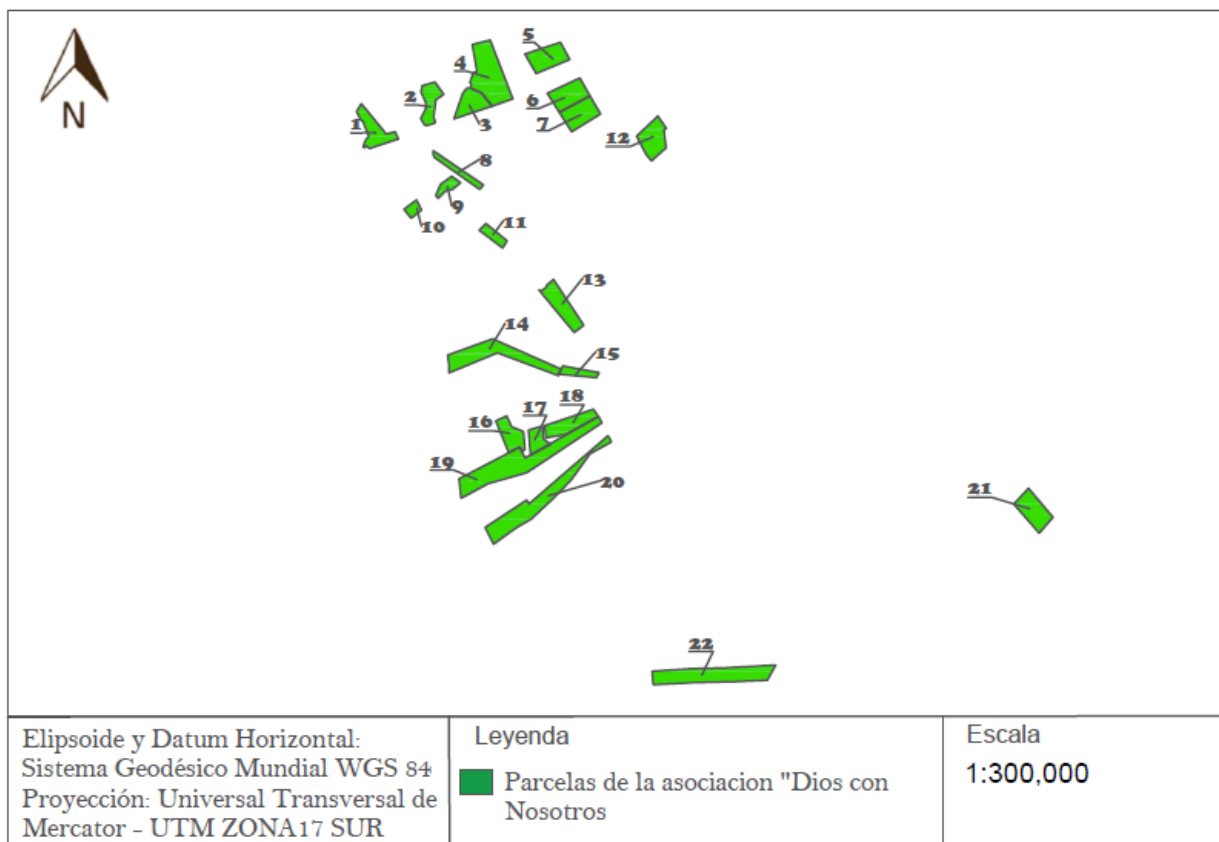 N
5
4
2
1
3
6
7
12
8
9
10
11
13
14
15
16
17
18
19
20
21
22
Elipsoide y Datum Horizontal:
Sistema Geodésico Mundial WGS 84
Proyección: Universal Transversal de
Mercator - UTM ZONA17 SUR
Leyenda
Parcelas de la asociacion "Dios con
Nosotros
Escala
1:300,000